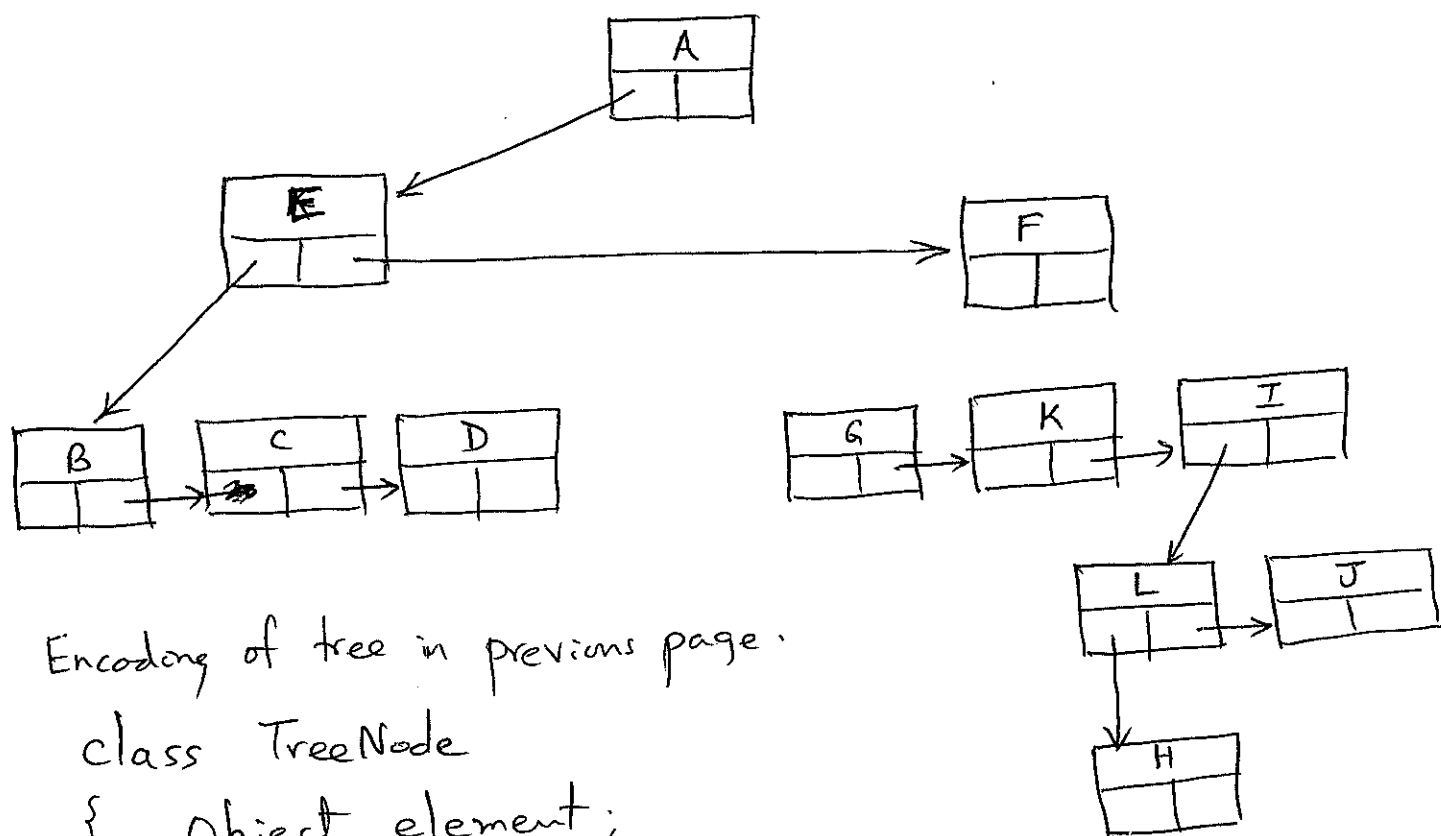 A
E
F
B C D G K I
L J
Encoding of tree in previous page.
H
class TreeNode
{ Object element;